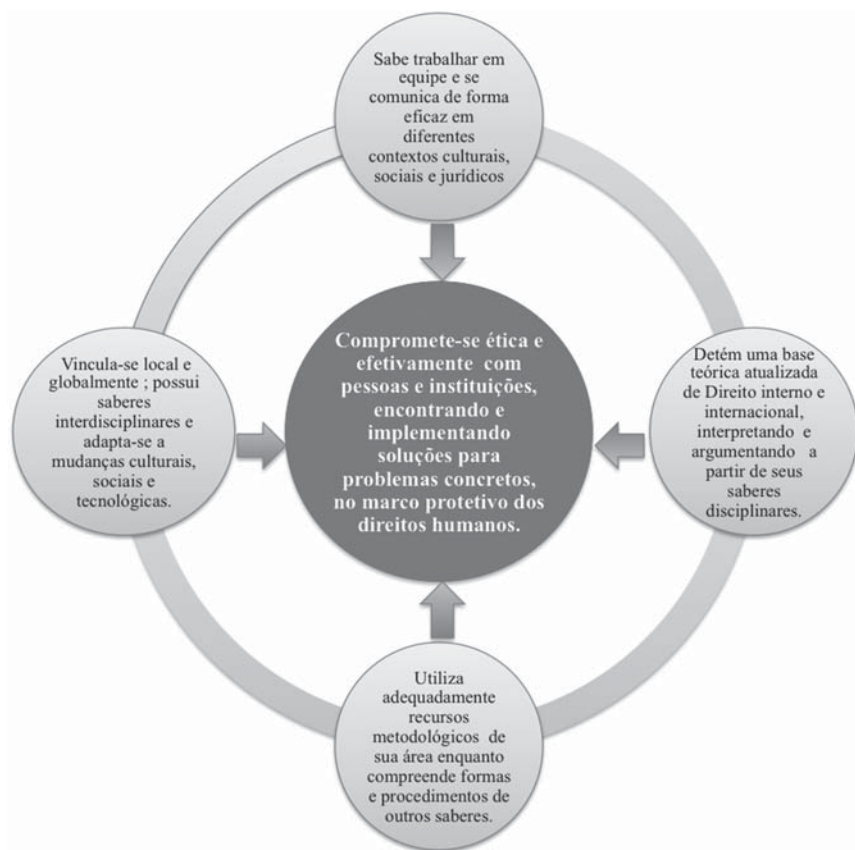 Sabe trabalhar em
equipe e se
comunica de forma
eficaz em
diferentes
contextos culturais,
sociais e jurídicos
Vincula-se local e
globalmente ; possui
saberes
interdisciplinares e
adapta-se a
mudanças culturais,
sociais e
tecnológicas.
Compromete-se ética e
efetivamente com
pessoas e instituições,
encontrando e
implementando
soluções para
problemas concretos,
no marco protetivo dos
direitos humanos.
Detém uma base
teórica atualizada
de Direito interno e
internacional,
interpretando e
argumentando a
partir de seus
saberes
disciplinares.
Utiliza
adequadamente
recursos
metodológicos de
sua área enquanto
compreende formas
e procedimentos de
outros saberes.